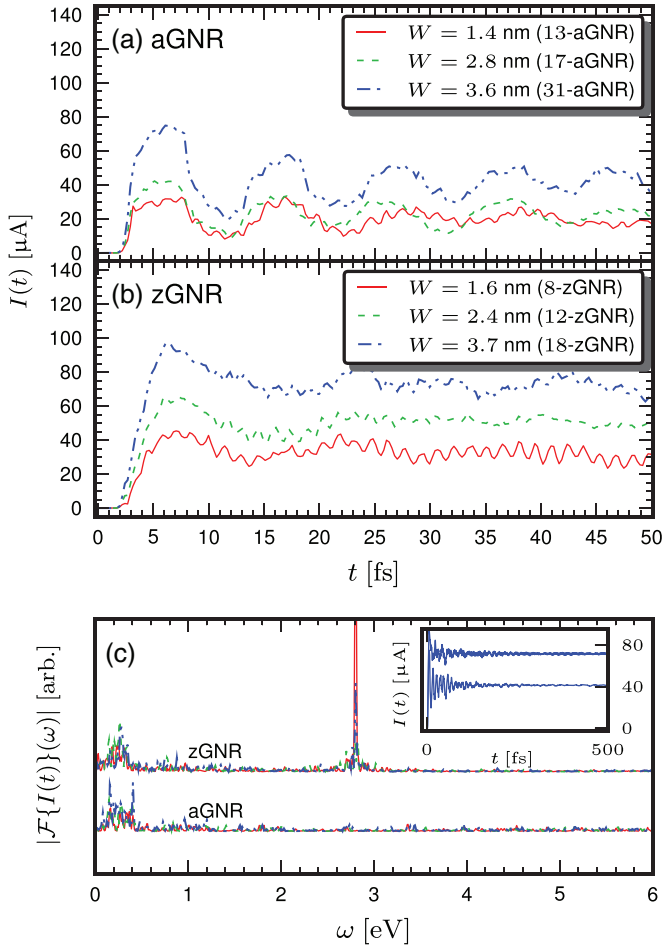 (a) aGNR
W = 1.4 nm (13-aGNR)
W = 2.8 nm (17-aGNR)
W = 3.6 nm (31-aGNR)
140
120
100
80
60
40
20
0
(b) zGNR
W = 1.6 nm (8-zGNR)
W = 2.4 nm (12-zGNR)
W = 3.7 nm (18-zGNR)
140
120
100
80
60
40
20
0
I(t) [µA]
0 5 10 15 20 25 30 35 40 45 50
t [fs]
(c)
zGNR
aGNR
|ℱ{I(t)}(ω)| [arb.]
I(t) [µA]
80
40
0
0 500
t [fs]
0 1 2 3 4 5 6
ω [eV]